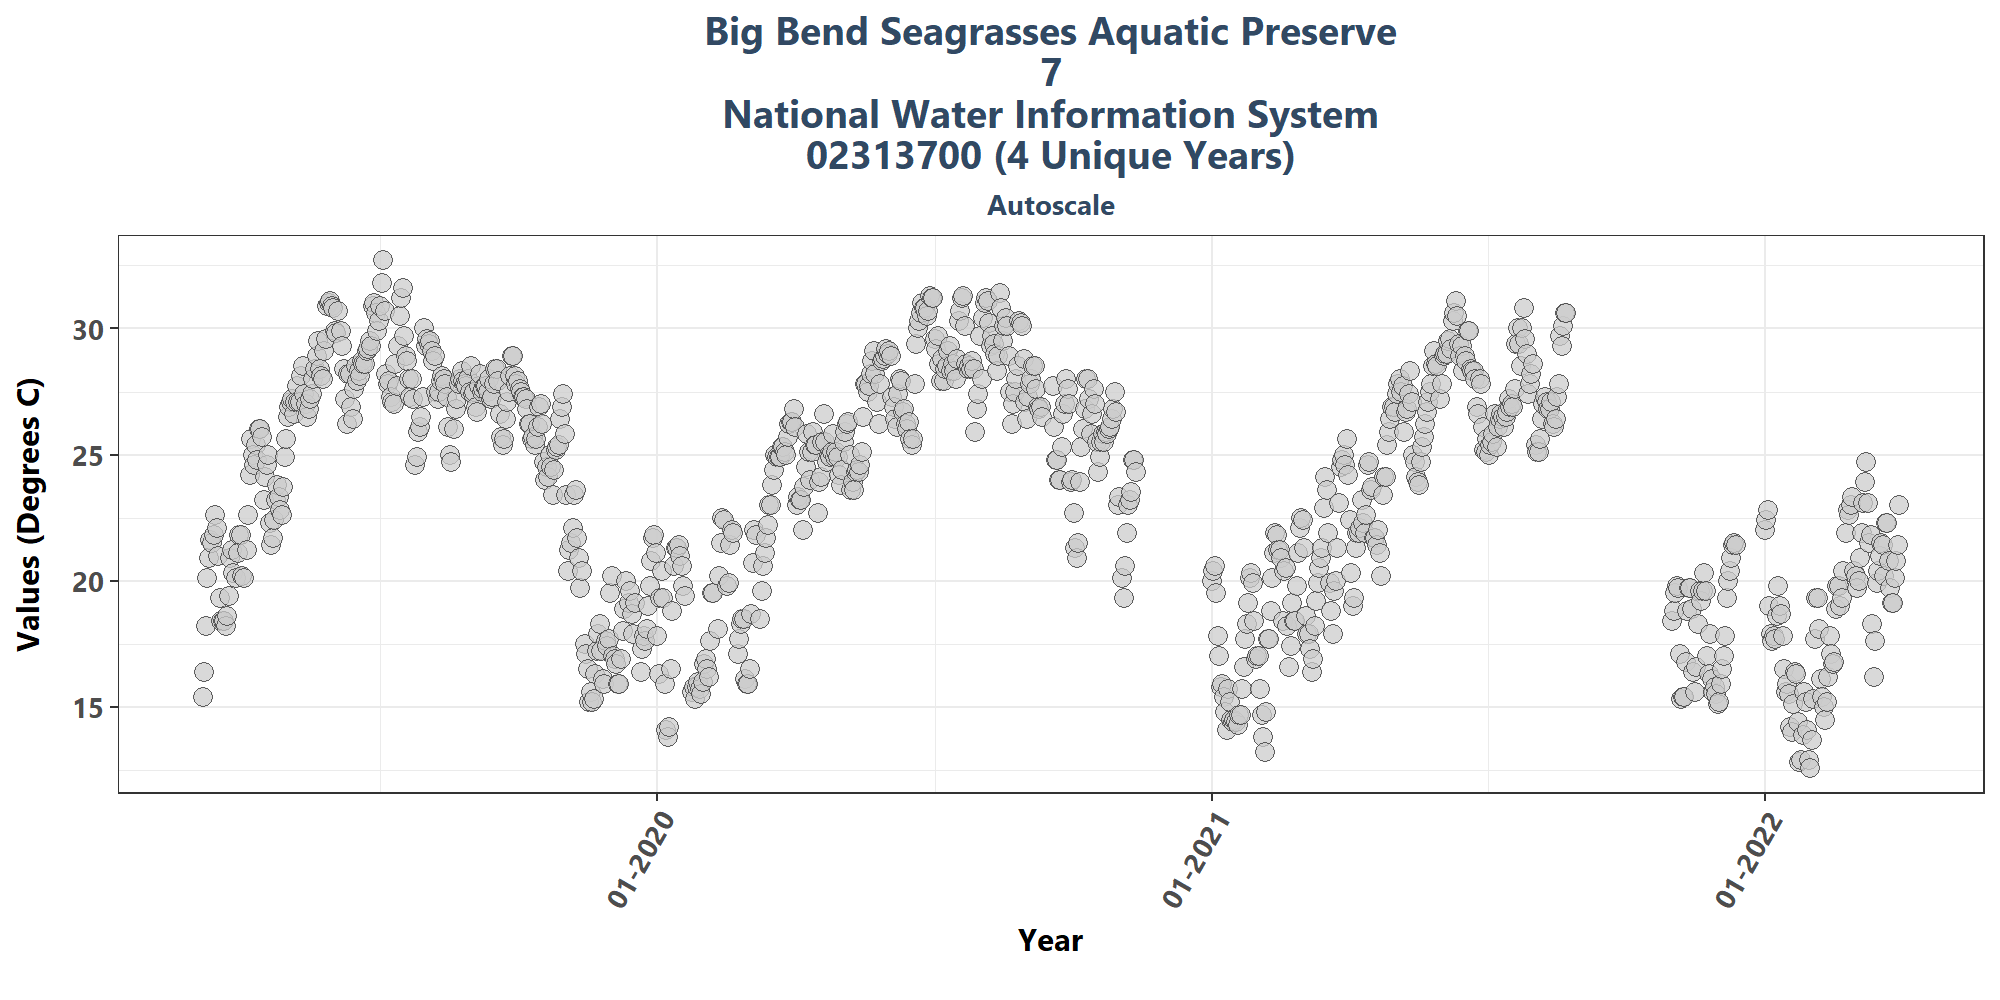 Big Bend Seagrasses Aquatic Preserve
7
National Water Information System
02313700 (4 Unique Years)
Autoscale
Values (Degrees C)
30
25
20
15
01-2020
01-2021
01-2022
Year